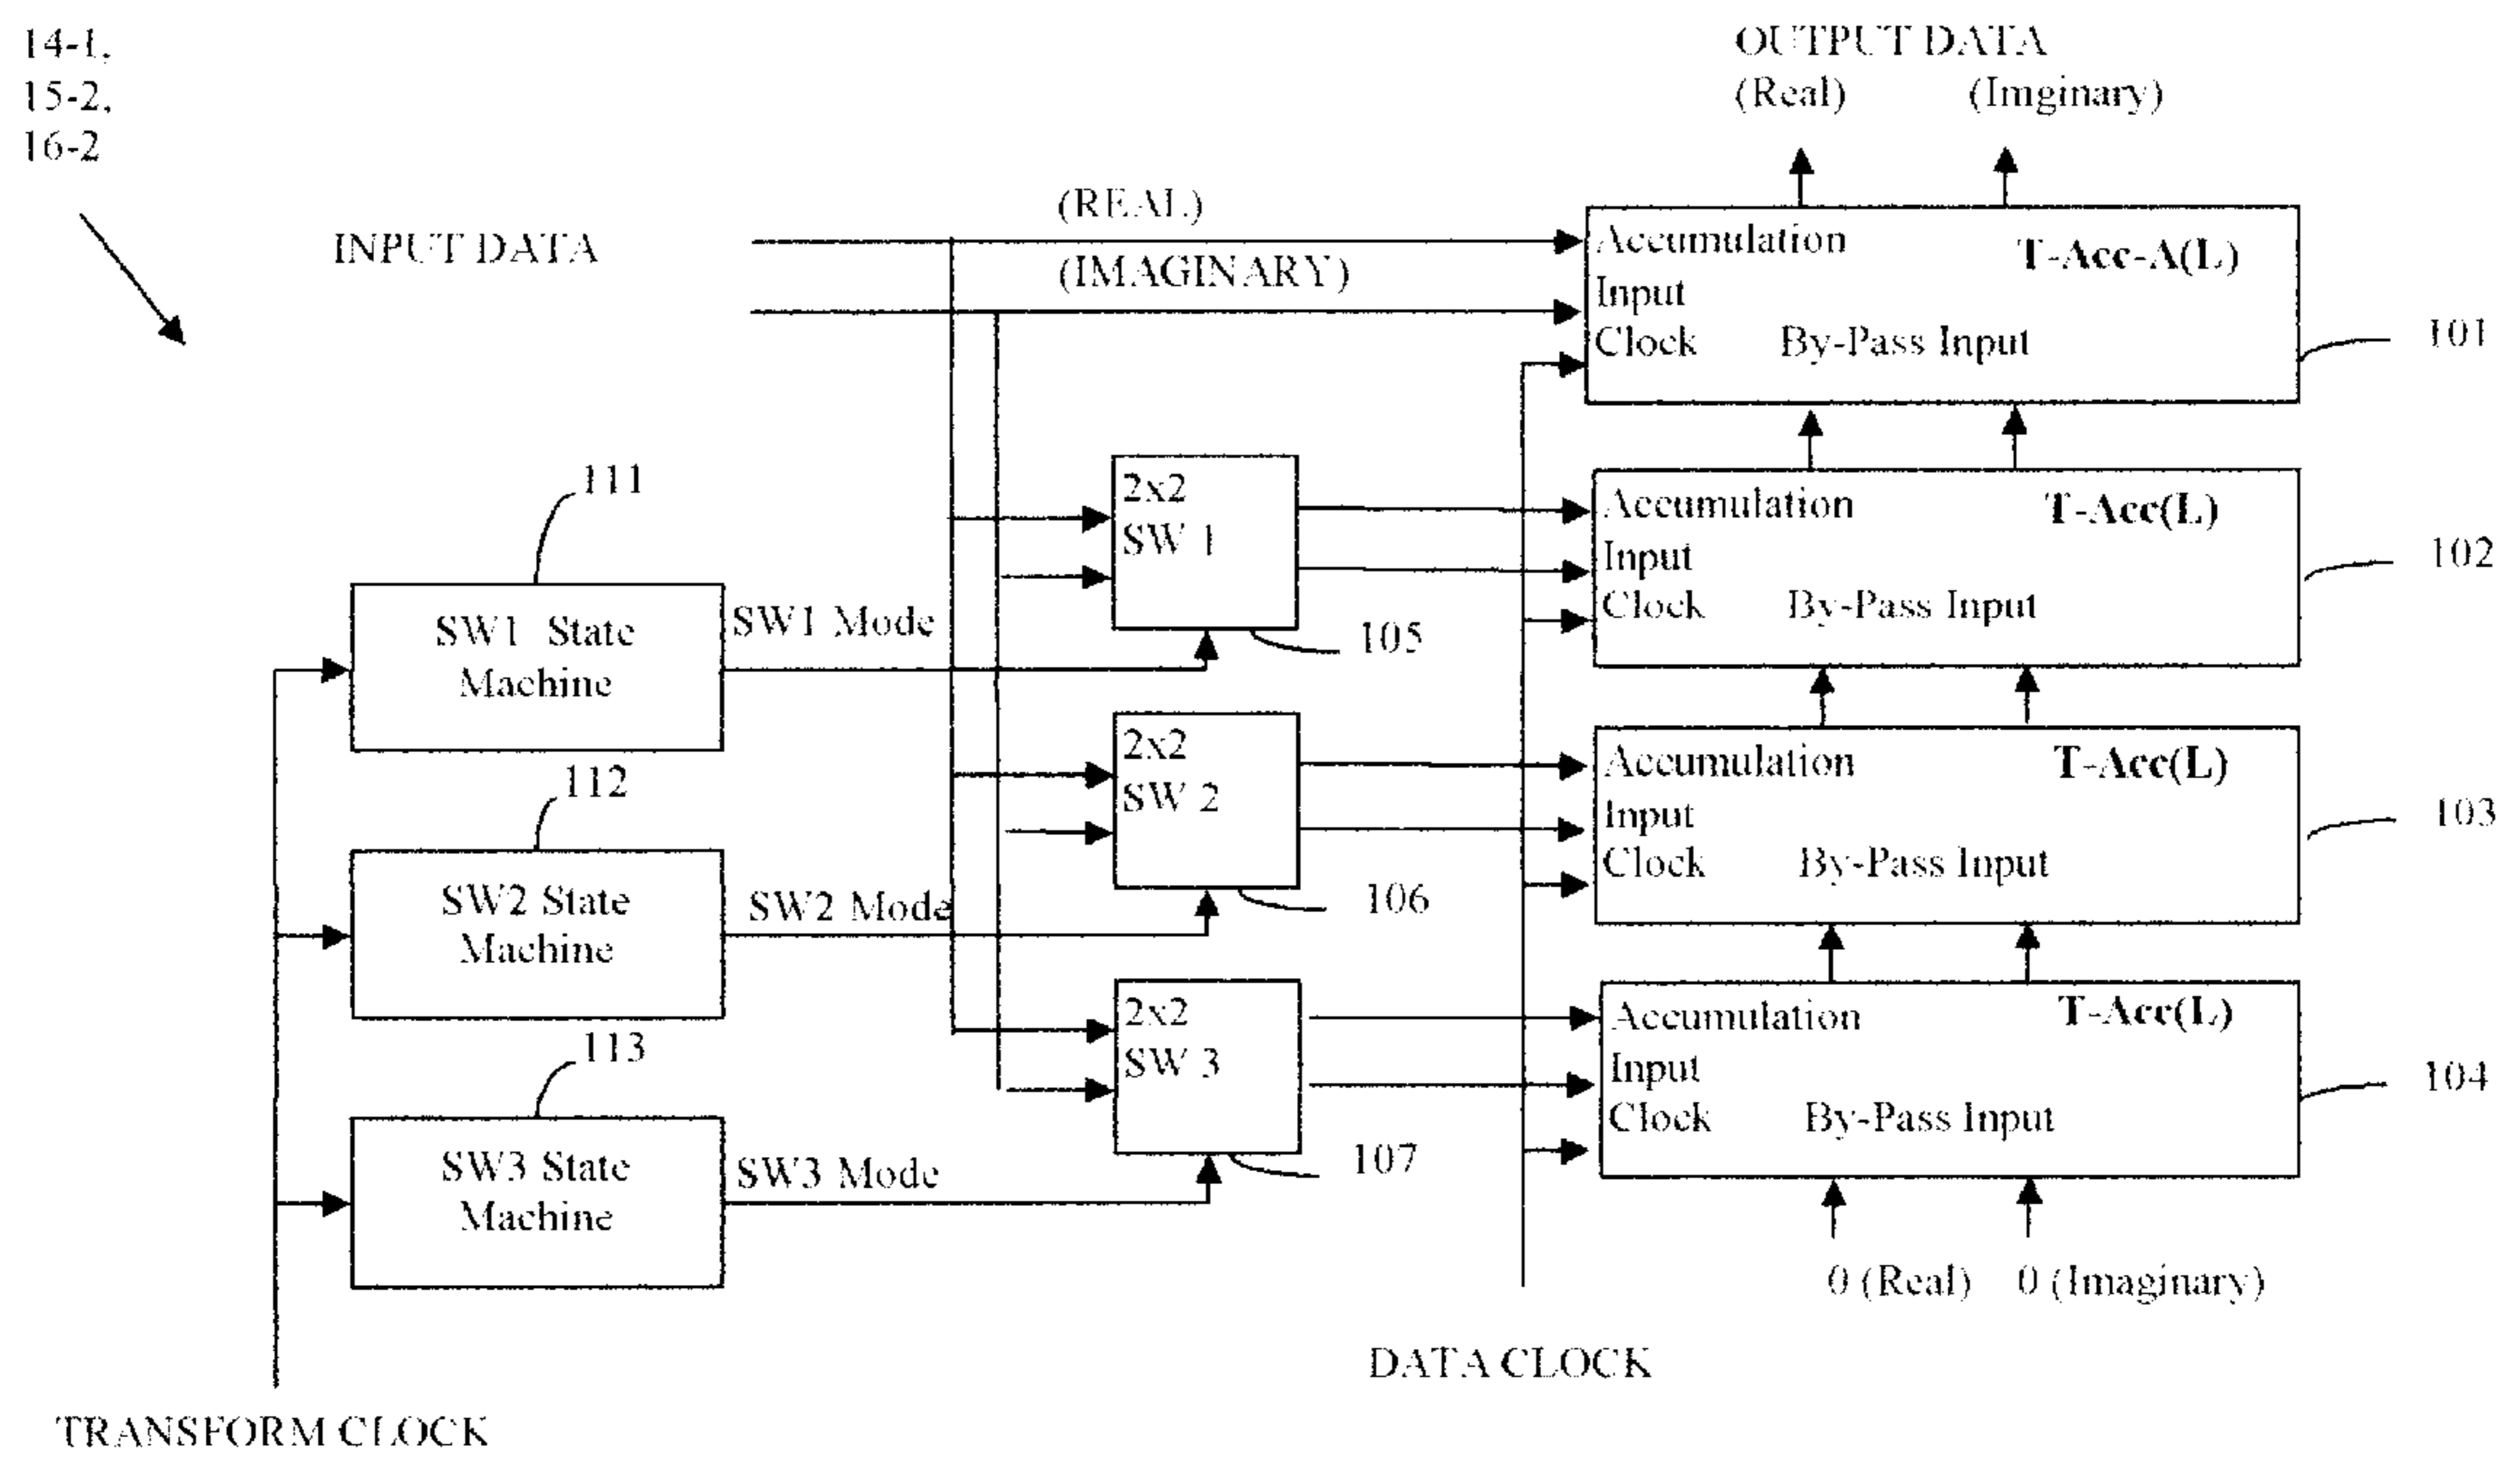 14-1,
15-2,
16-2
OUTPUT DATA
(Real) (Imginary)
INPUT DATA
(REAL)
(IMAGINARY)
Accumulation T-Acc-A(L)
Input
Clock By-Pass Input
101
2x2
SW 1
105
Accumulation T-Acc(L)
Input
Clock By-Pass Input
102
111
SW1 State
Machine
SW1 Mode
2x2
SW 2
106
Accumulation T-Acc(L)
Input
Clock By-Pass Input
103
112
SW2 State
Machine
SW2 Mode
2x2
SW 3
107
Accumulation T-Acc(L)
Input
Clock By-Pass Input
104
113
SW3 State
Machine
SW3 Mode
0 (Real) 0 (Imaginary)
DATA CLOCK
TRANSFORM CLOCK